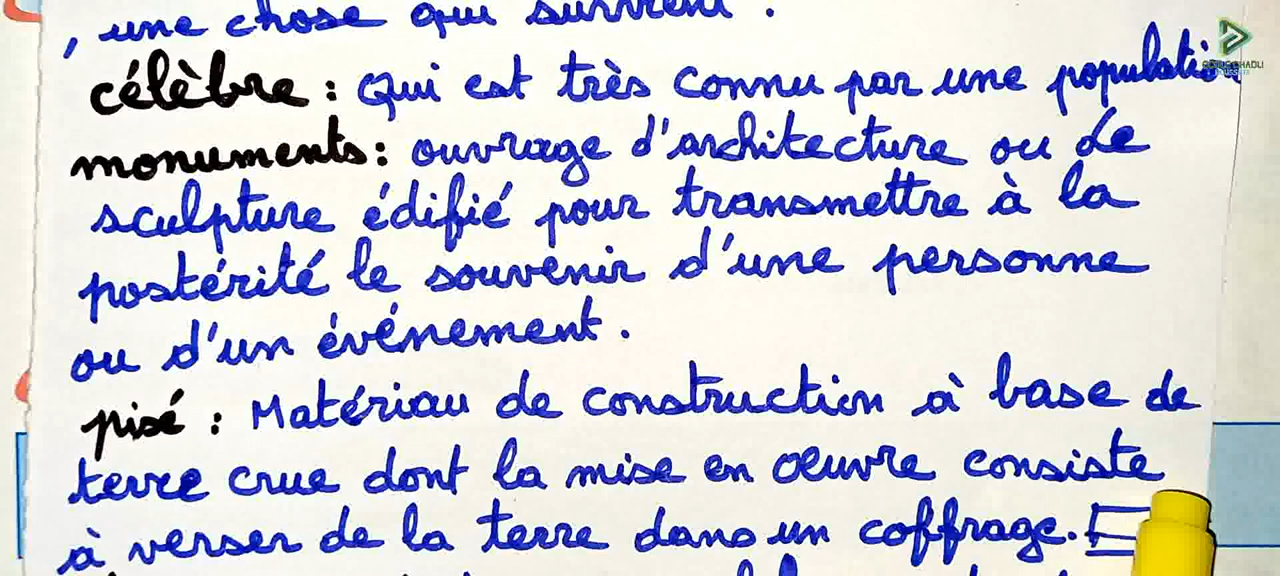 , une chose qui survient.
célèbre : Qui est très connu par une population
monuments : ouvrage d'architecture ou de
sculpture édifié pour transmettre à la
postérité le souvenir d'une personne
ou d'un événement.
pisé : Matériau de construction à base de
terre crue dont la mise en oeuvre consiste
à verser de la terre dans un coffrage.